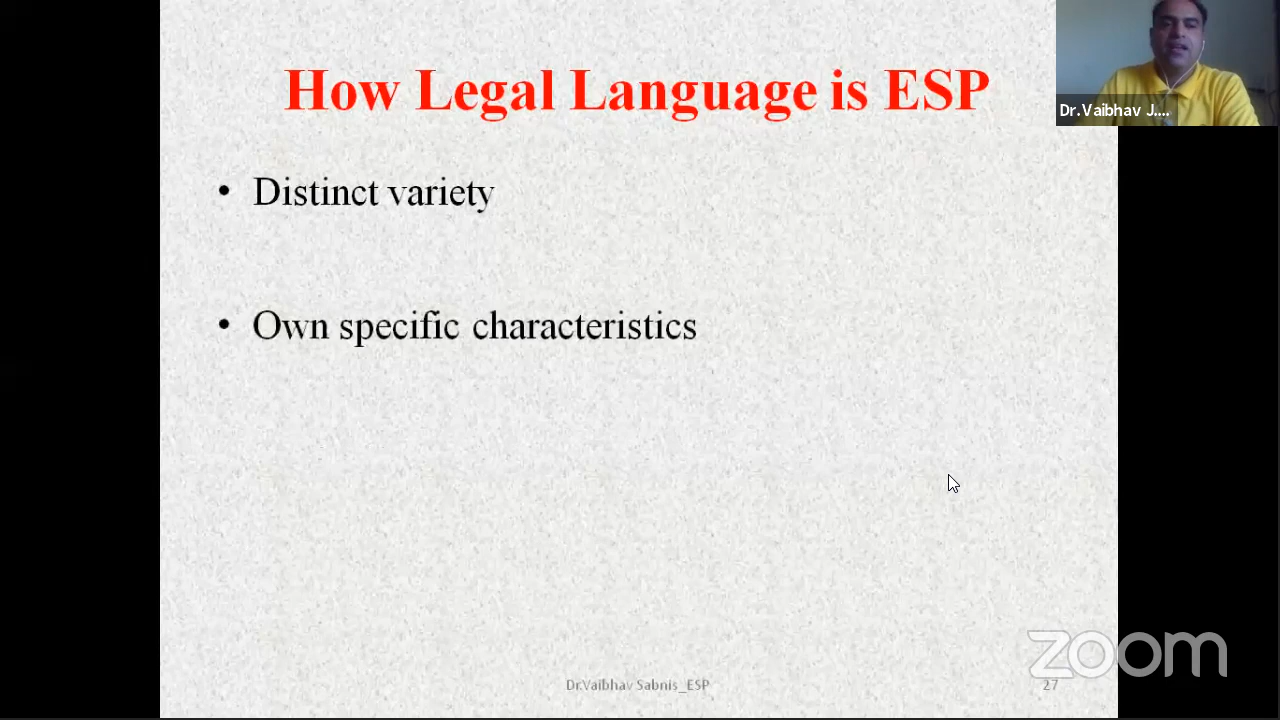 How Legal Language is ESP
Dr.Vaibhav J....
• Distinct variety
• Own specific characteristics
zoom
Dr.Vaibhav Sabnis_ESP
27